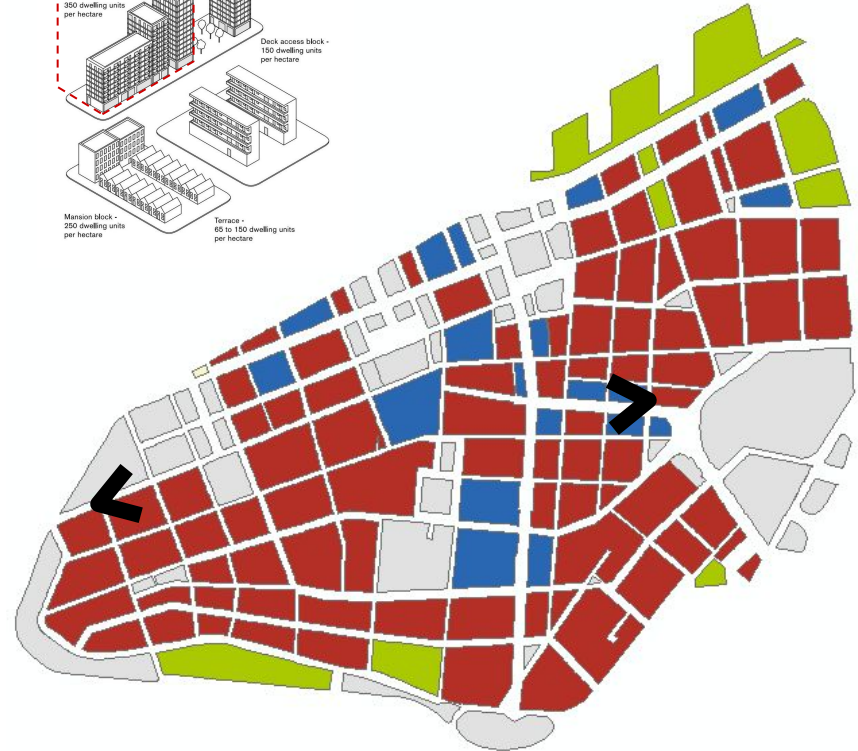 350 dwelling units
per hectare
Deck access block -
150 dwelling units
per hectare
Mansion block -
250 dwelling units
per hectare
Terrace -
65 to 150 dwelling units
per hectare